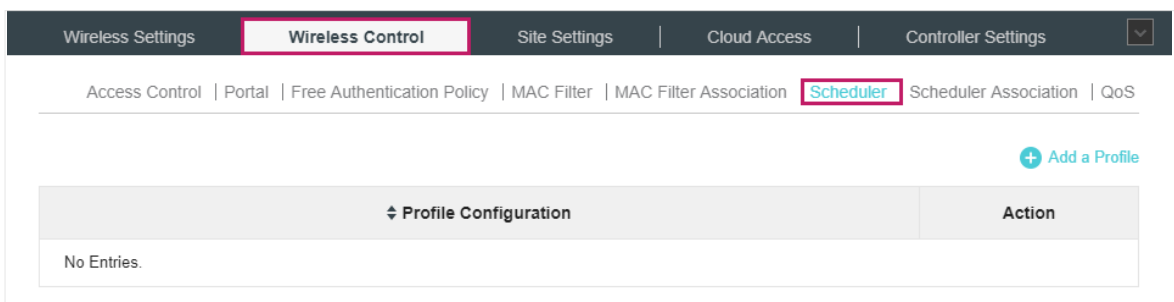 Wireless Settings Wireless Control Site Settings | Cloud Access | Controller Settings
Access Control | Portal | Free Authentication Policy | MAC Filter | MAC Filter Association Scheduler Scheduler Association | QoS
Add a Profile
Profile Configuration Action
No Entries.